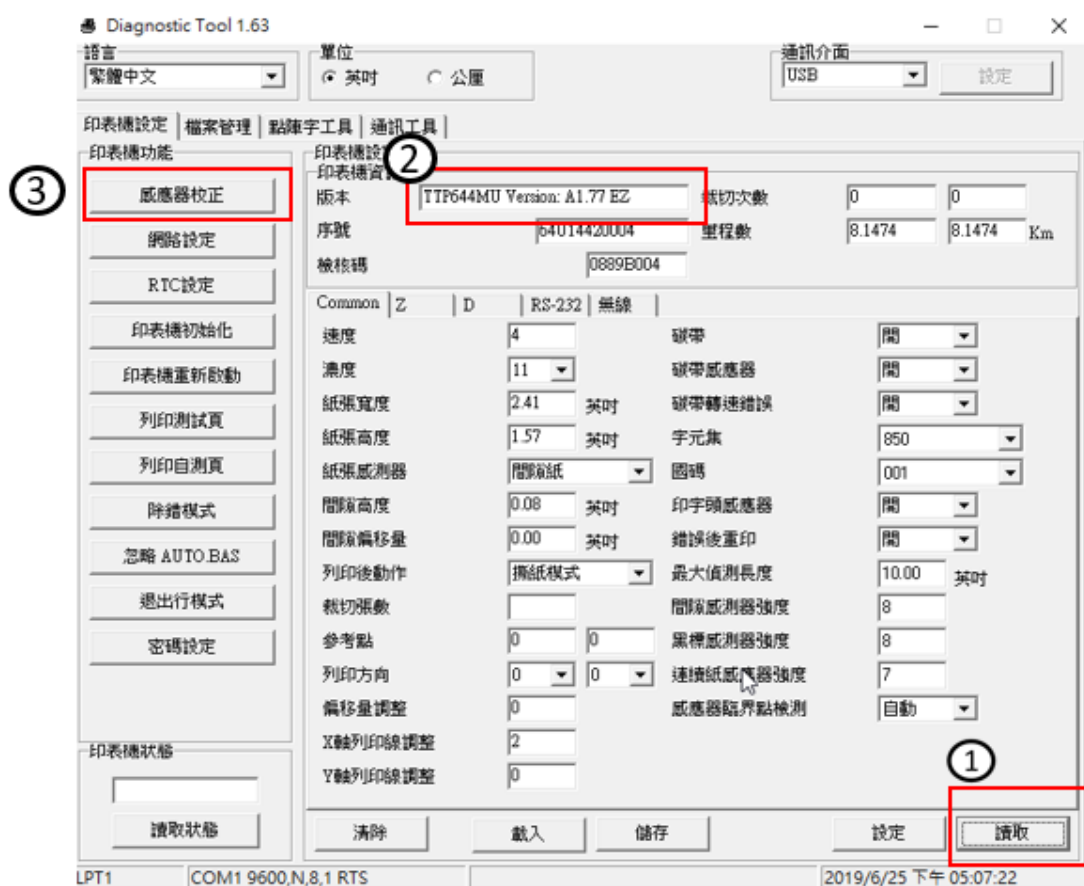 Diagnostic Tool 1.63
語言
單位
通訊介面
繁體中文
英吋 公厘
USB
設定
印表機設定 檔案管理 點陣字工具 通訊工具
印表機功能
③
感應器校正
網路設定
RTC設定
印表機初始化
印表機重新啟動
列印測試頁
列印自測頁
除錯模式
忽略 AUTO.BAS
退出行模式
密碼設定
印表機狀態
讀取狀態
②
版本 TTP644MU Version: A1.77 EZ 裁切次數 0 0
序號 64014420004 里程數 8.1474 8.1474 Km
檢核碼 0889B004
Common Z D RS-232 無線
速度 4 碳帶 開
濃度 11 碳帶感應器 開
紙張寬度 2.41 英吋 碳帶轉速錯誤 開
紙張高度 1.57 英吋 字元集 850
紙張感測器 間隙紙 國碼 001
間隙高度 0.08 英吋 印字頭感應器 開
間隙偏移量 0.00 英吋 錯誤後重印 開
列印後動作 撕紙模式 最大偵測長度 10.00 英吋
裁切張數 間隙感測器強度 8
參考點 0 0 黑標感測器強度 8
列印方向 0 0 連續紙感應器強度 7
偏移量調整 0 感應器臨界點檢測 自動
X軸列印線調整 2
Y軸列印線調整 0
①
清除 載入 儲存 設定 讀取
LPT1 COM1 9600,N,8,1 RTS 2019/6/25 下午 05:07:22